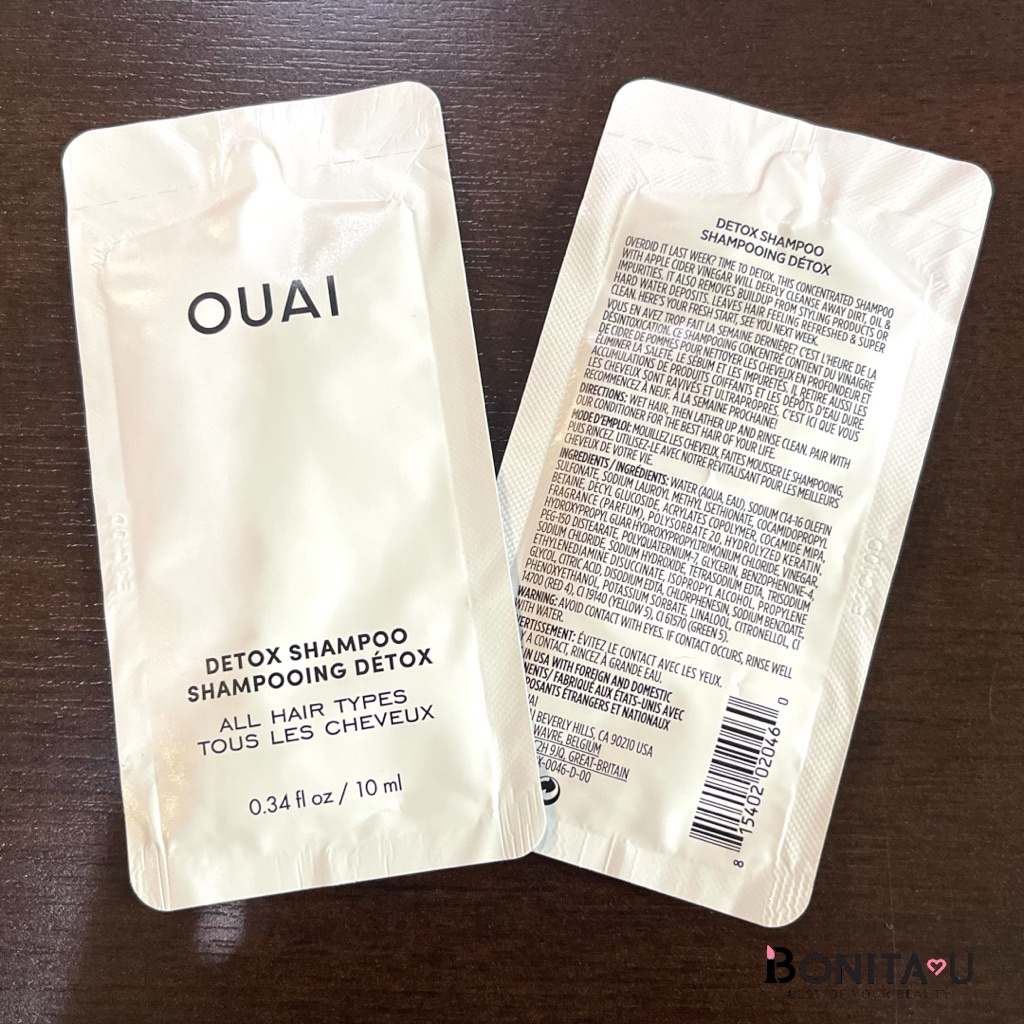 OUAI
DETOX SHAMPOO
SHAMPOOING DÉTOX
ALL HAIR TYPES
TOUS LES CHEVEUX
0.34 fl oz / 10 ml
DETOX SHAMPOO
SHAMPOOING DÉTOX
OVERDID IT LAST WEEK? TIME TO DETOX. THIS CONCENTRATED SHAMPOO
WITH APPLE CIDER VINEGAR WILL DEEPLY CLEANSE AWAY DIRT, OIL &
IMPURITIES. IT ALSO REMOVES BUILDUP FROM STYLING PRODUCTS OR
HARD WATER DEPOSITS, LEAVES HAIR FEELING REFRESHED & SUPER
CLEAN. HERE'S YOUR FRESH START. SEE YOU NEXT WEEK.
VOUS EN AVEZ TROP FAIT LA SEMAINE DERNIÈRE? C'EST L'HEURE DE LA
DÉSINTOXICATION. CE SHAMPOOING CONCENTRÉ CONTIENT DU VINAIGRE
DE CIDRE DE POMMES POUR NETTOYER LES CHEVEUX EN PROFONDEUR ET
ÉLIMINER LA SALETÉ, LE SÉBUM ET LES IMPURETÉS. IL RETIRE AUSSI LES
ACCUMULATIONS DE PRODUITS COIFFANTS ET LES DÉPÔTS D'EAU DURE.
LES CHEVEUX SONT RAVIVÉS ET ULTRAPROPRES. C'EST ICI QUE VOUS
RECOMMENCEZ À NEUF. À LA SEMAINE PROCHAINE!
DIRECTIONS: WET HAIR, THEN LATHER UP AND RINSE CLEAN. PAIR WITH
OUR CONDITIONER FOR THE BEST HAIR OF YOUR LIFE.
MODE D'EMPLOI: MOUILLEZ LES CHEVEUX, FAITES MOUSSER LE SHAMPOOING,
PUIS RINCEZ. UTILISEZ-LE AVEC NOTRE REVITALISANT POUR LES MEILLEURS
CHEVEUX DE VOTRE VIE.
INGREDIENTS / INGRÉDIENTS: WATER (AQUA, EAU), SODIUM C14-16 OLEFIN
SULFONATE, SODIUM LAUROYL METHYL ISETHIONATE, COCAMIDOPROPYL
BETAINE, DECYL GLUCOSIDE, ACRYLATES COPOLYMER, COCAMIDE MIPA,
FRAGRANCE (PARFUM), POLYSORBATE 20, HYDROLYZED KERATIN,
HYDROXYPROPYL GUAR HYDROXYPROPYLTRIMONIUM CHLORIDE, VINEGAR,
PEG-150 DISTEARATE, POLYQUATERNIUM-7, GLYCERIN, BENZOPHENONE-4,
SODIUM CHLORIDE, SODIUM HYDROXIDE, TETRASODIUM EDTA, TRISODIUM
ETHYLENEDIAMINE DISUCCINATE, ISOPROPYL ALCOHOL, PROPYLENE
GLYCOL, CITRIC ACID, DISODIUM EDTA, CHLORPHENESIN, SODIUM BENZOATE,
PHENOXYETHANOL, POTASSIUM SORBATE, LINALOOL, CITRONELLOL, CI
14700 (RED 4), CI 19140 (YELLOW 5), CI 61570 (GREEN 5).
WARNING: AVOID CONTACT WITH EYES. IF CONTACT OCCURS, RINSE WELL
WITH WATER.
ERTISSEMENT: ÉVITEZ LE CONTACT AVEC LES YEUX.
Y A CONTACT, RINCEZ À GRANDE EAU.
IN USA WITH FOREIGN AND DOMESTIC
NENTS/ FABRIQUÉ AUX ÉTATS-UNIS AVEC
POSANTS ÉTRANGERS ET NATIONAUX
UAI
BEVERLY HILLS, CA 90210 USA
WAVRE, BELGIUM
2H 9JQ, GREAT-BRITAIN
K-0046-D-00
8 15402 02046 0
BONITA U
BEST OF YOUR BEAUTY